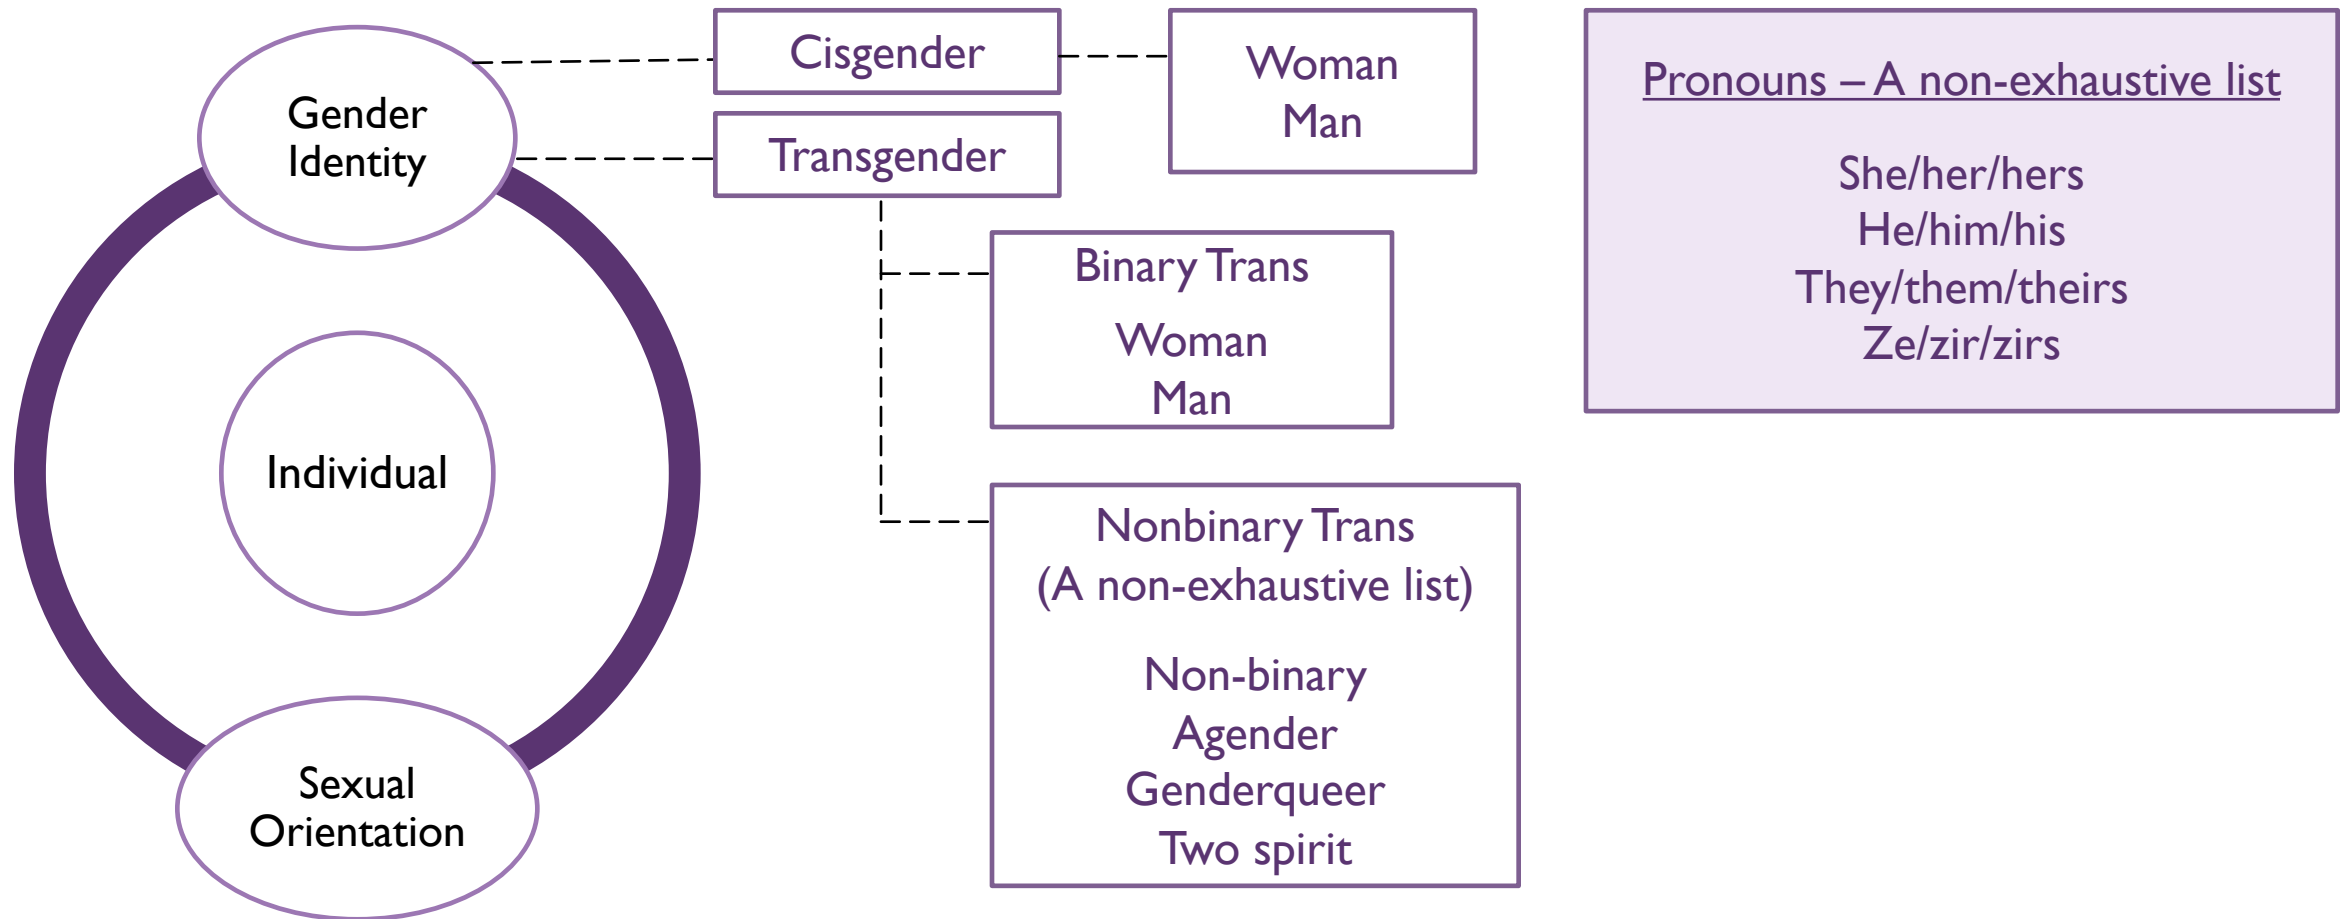 Gender
Identity
Individual
Sexual
Orientation
Cisgender
Woman
Man
Transgender
Binary Trans
Woman
Man
Nonbinary Trans
(A non-exhaustive list)
Non-binary
Agender
Genderqueer
Two spirit
Pronouns – A non-exhaustive list
She/her/hers
He/him/his
They/them/theirs
Ze/zir/zirs